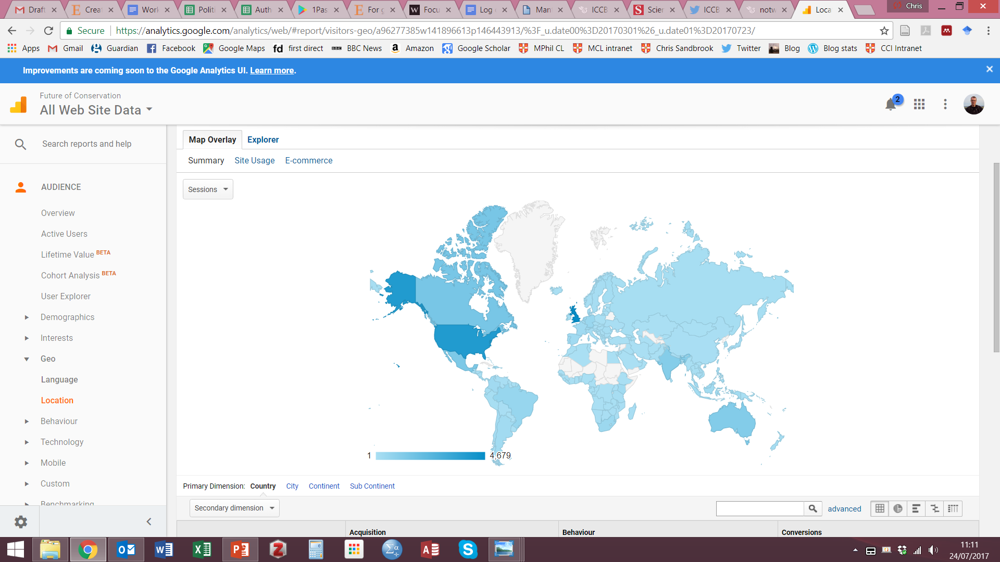 Draft
Crea
Work
Politi
Auth
1Pas
For g
Focu
Log
Man
ICCB
Scier
ICCB
notw
Loca
Chris
Secure
https://analytics.google.com/analytics/web/#report/visitors-geo/a96277385w141896613p146443913/%3F_u.date00%3D20170301%26_u.date01%3D20170723/
Apps
Gmail
Guardian
Facebook
Google Maps
fd first direct
BBC BBC News
Amazon
Google Scholar
MPhil CL
MCL intranet
Chris Sandbrook
Twitter
Blog
Blog stats
CCI Intranet
Improvements are coming soon to the Google Analytics UI. Learn more.
Future of Conservation
All Web Site Data
2
Search reports and help
AUDIENCE
Overview
Active Users
Lifetime Value BETA
Cohort Analysis BETA
User Explorer
Demographics
Interests
Geo
Language
Location
Behaviour
Technology
Mobile
Custom
Benchmarking
Map Overlay
Explorer
Summary
Site Usage
E-commerce
Sessions
1
4,679
Primary Dimension: Country City Continent Sub Continent
Secondary dimension
advanced
Acquisition
Behaviour
Conversions
11:11
24/07/2017